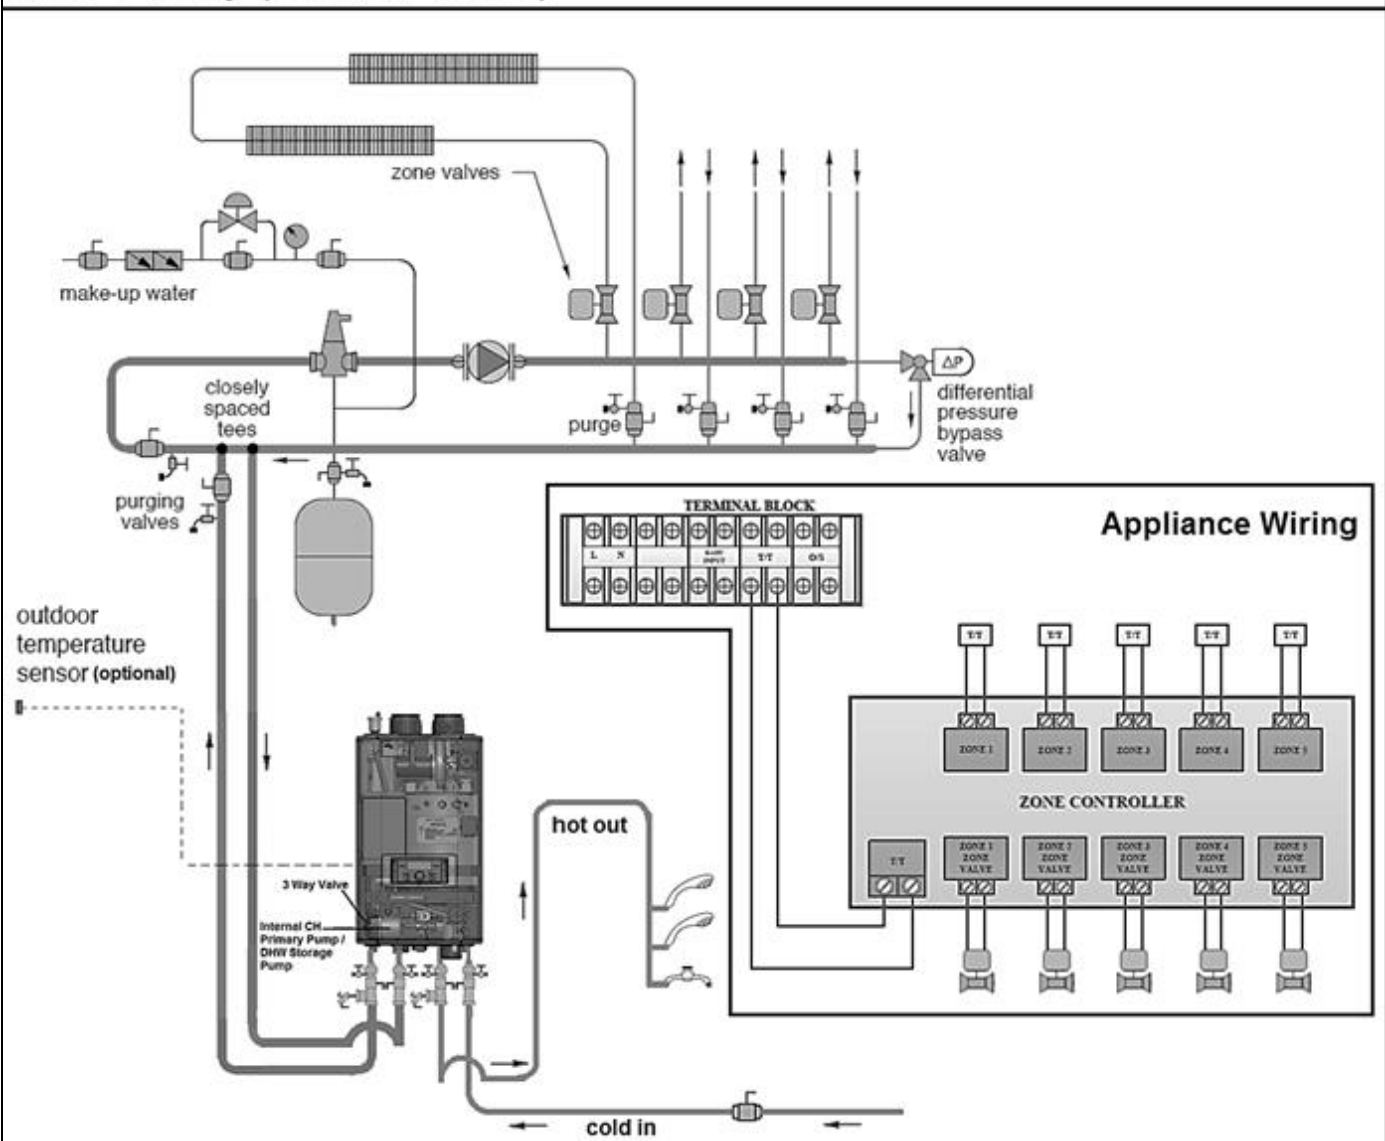 zone valves
make-up water
closely
spaced
tees
purge
ΔP
differential
pressure
bypass
valve
purging
valves
outdoor
temperature
sensor (optional)
TERMINAL BLOCK
L N T/T O/S
Appliance Wiring
T/T T/T T/T T/T T/T
ZONE 1 ZONE 2 ZONE 3 ZONE 4 ZONE 5
ZONE CONTROLLER
T/T
ZONE 1
ZONE
VALVE
ZONE 2
ZONE
VALVE
ZONE 3
ZONE
VALVE
ZONE 4
ZONE
VALVE
ZONE 5
ZONE
VALVE
hot out
3 Way Valve
Internal CH
Primary Pump /
DHW Storage
Pump
cold in